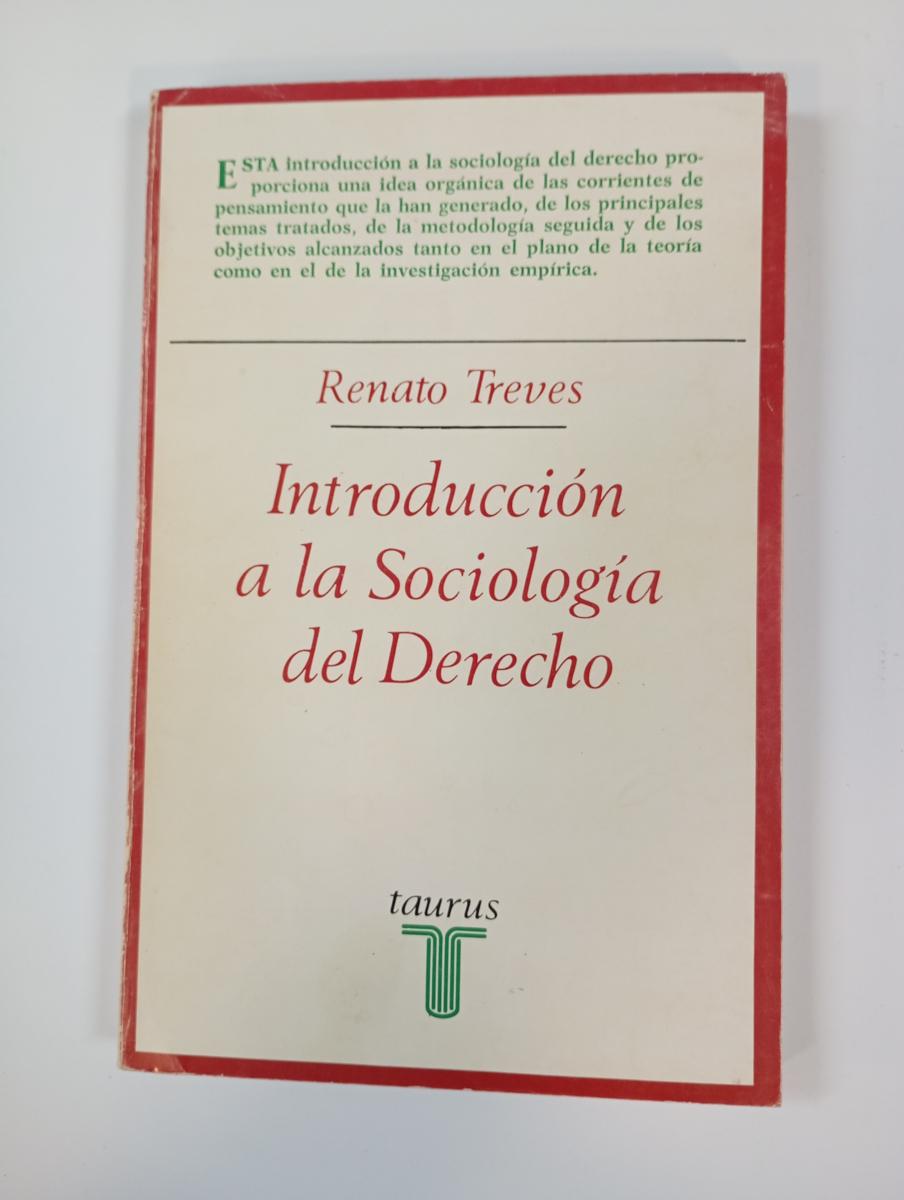 ESTA introducción a la sociología del derecho pro-
porciona una idea orgánica de las corrientes de
pensamiento que la han generado, de los principales
temas tratados, de la metodología seguida y de los
objetivos alcanzados tanto en el plano de la teoría
como en el de la investigación empírica.
Renato Treves
Introducción
a la Sociología
del Derecho
taurus